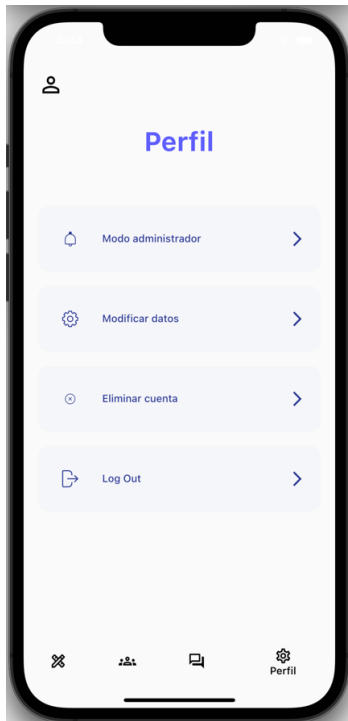 Perfil
Modo administrador
Modificar datos
Eliminar cuenta
Log Out
Perfil